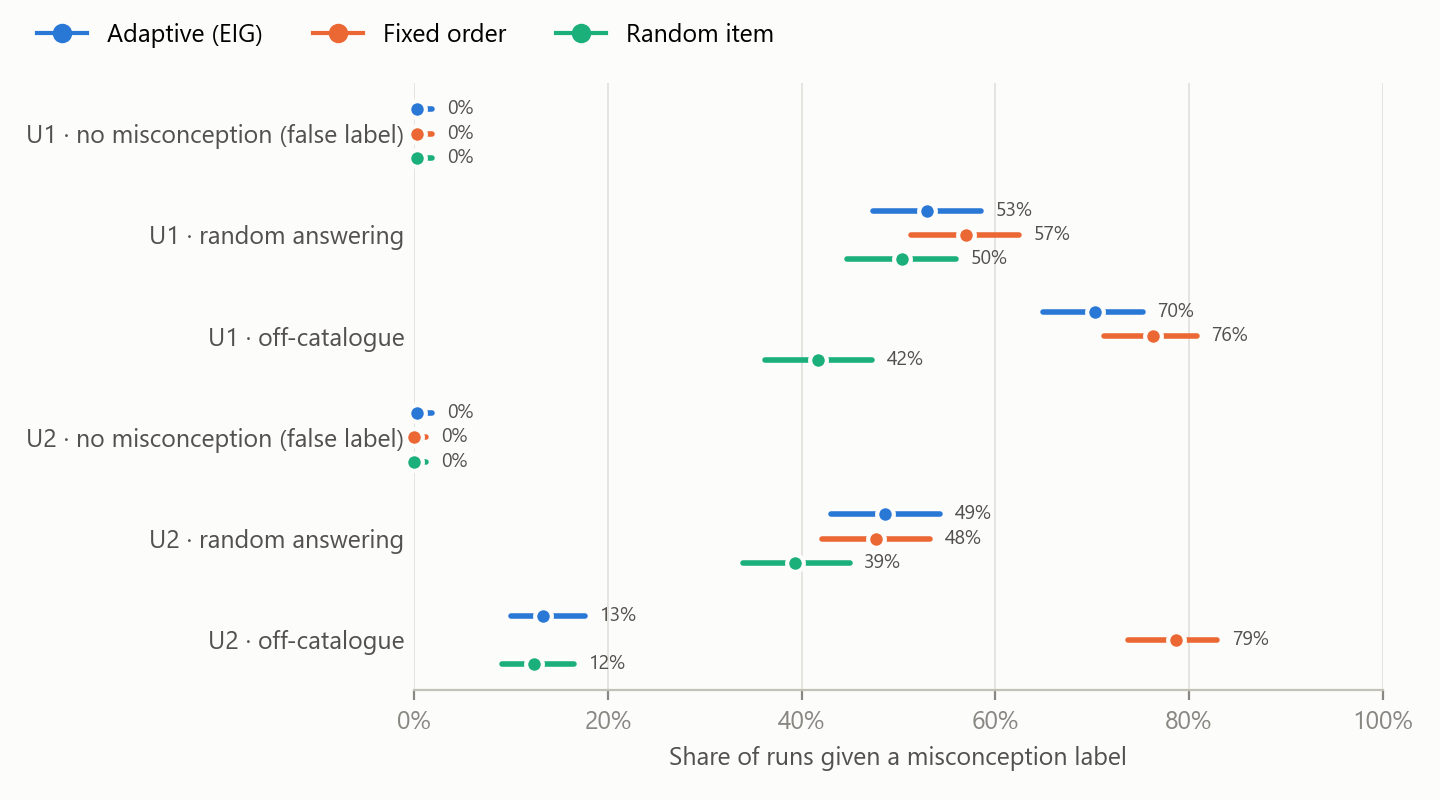 Adaptive (EIG) Fixed order Random item
U1 · no misconception (false label)
0%
0%
0%
U1 · random answering
53%
57%
50%
U1 · off-catalogue
70%
76%
42%
U2 · no misconception (false label)
0%
0%
0%
U2 · random answering
49%
48%
39%
U2 · off-catalogue
13%
79%
12%
0% 20% 40% 60% 80% 100%
Share of runs given a misconception label